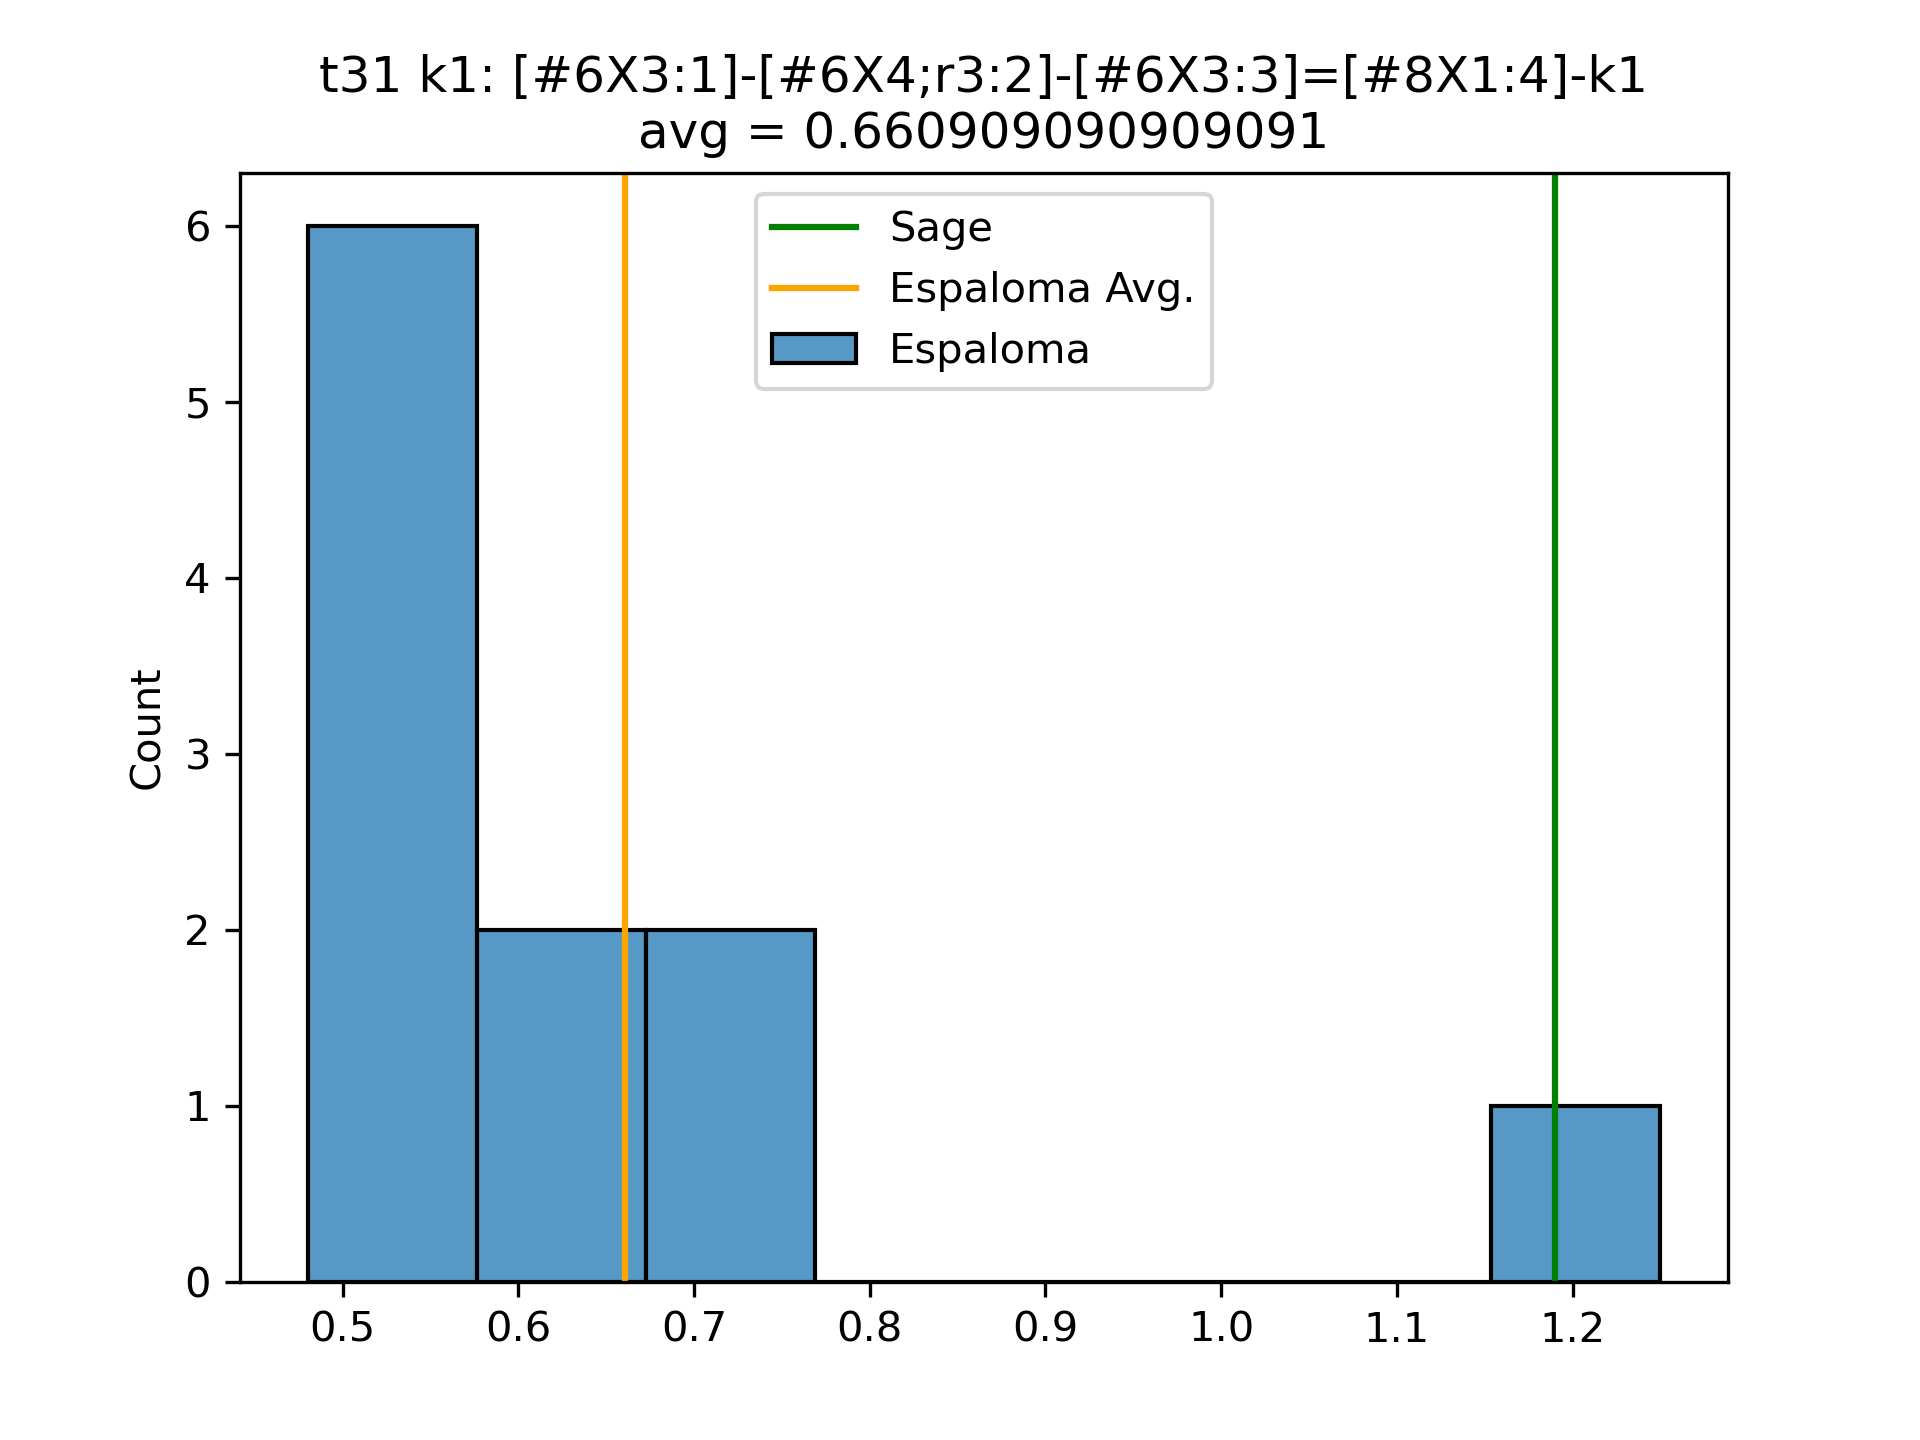 t31 k1: [#6X3:1]-[#6X4;r3:2]-[#6X3:3]=[#8X1:4]-k1
avg = 0.660909090909091
Sage
Espaloma Avg.
Espaloma
Count
6
5
4
3
2
1
0
0.5 0.6 0.7 0.8 0.9 1.0 1.1 1.2